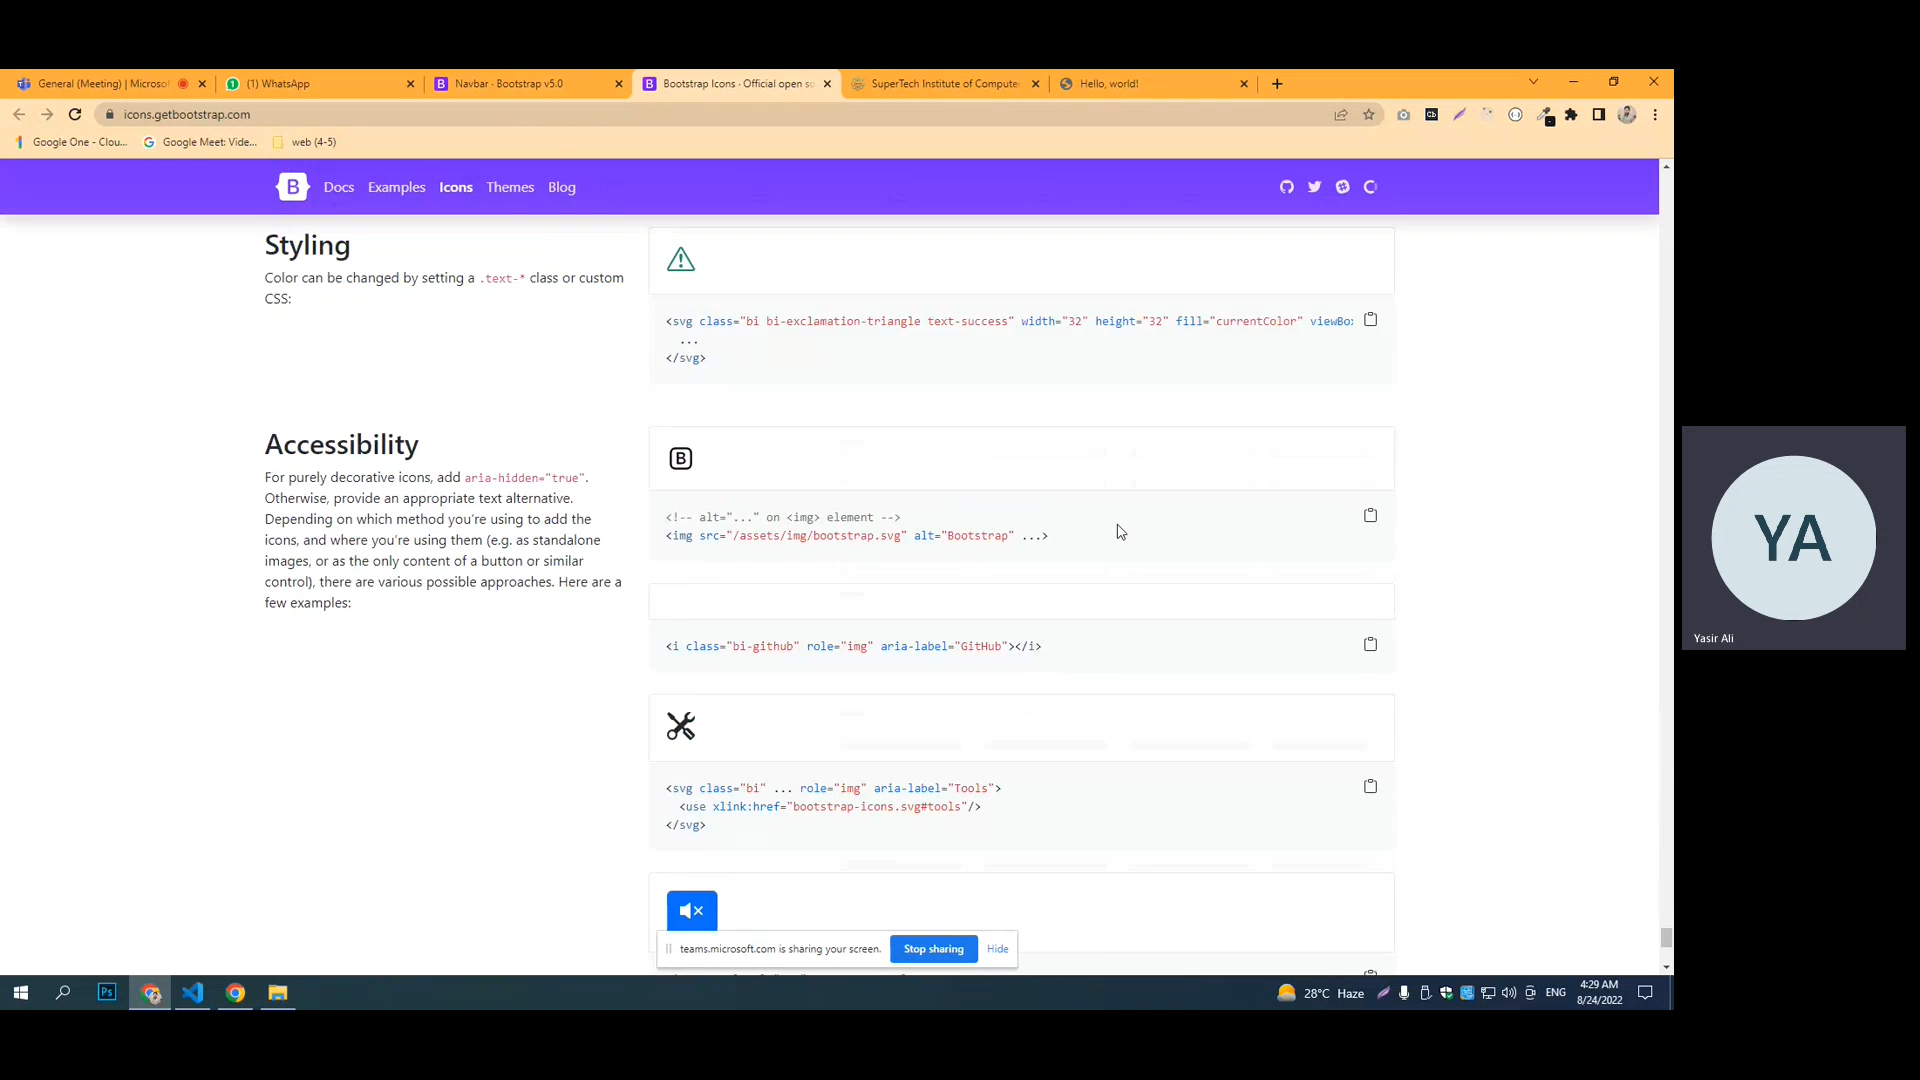 General (Meeting) | Microso
(1) WhatsApp
Navbar · Bootstrap v5.0
Bootstrap Icons · Official open so
SuperTech Institute of Computer
Hello, world!
icons.getbootstrap.com
Google One - Clou...
Google Meet: Vide...
web (4-5)
B
Docs
Examples
Icons
Themes
Blog
Styling
Color can be changed by setting a .text-* class or custom
CSS:
<svg class="bi bi-exclamation-triangle text-success" width="32" height="32" fill="currentColor" viewBo
...
</svg>
Accessibility
For purely decorative icons, add aria-hidden="true".
Otherwise, provide an appropriate text alternative.
Depending on which method you're using to add the
icons, and where you're using them (e.g. as standalone
images, or as the only content of a button or similar
control), there are various possible approaches. Here are a
few examples:
B
<!-- alt="..." on <img> element -->
<img src="/assets/img/bootstrap.svg" alt="Bootstrap" ...>
<i class="bi-github" role="img" aria-label="GitHub"></i>
<svg class="bi" ... role="img" aria-label="Tools">
<use xlink:href="bootstrap-icons.svg#tools"/>
</svg>
teams.microsoft.com is sharing your screen.
Stop sharing
Hide
YA
Yasir Ali
Ps
28°C Haze
ENG
4:29 AM
8/24/2022